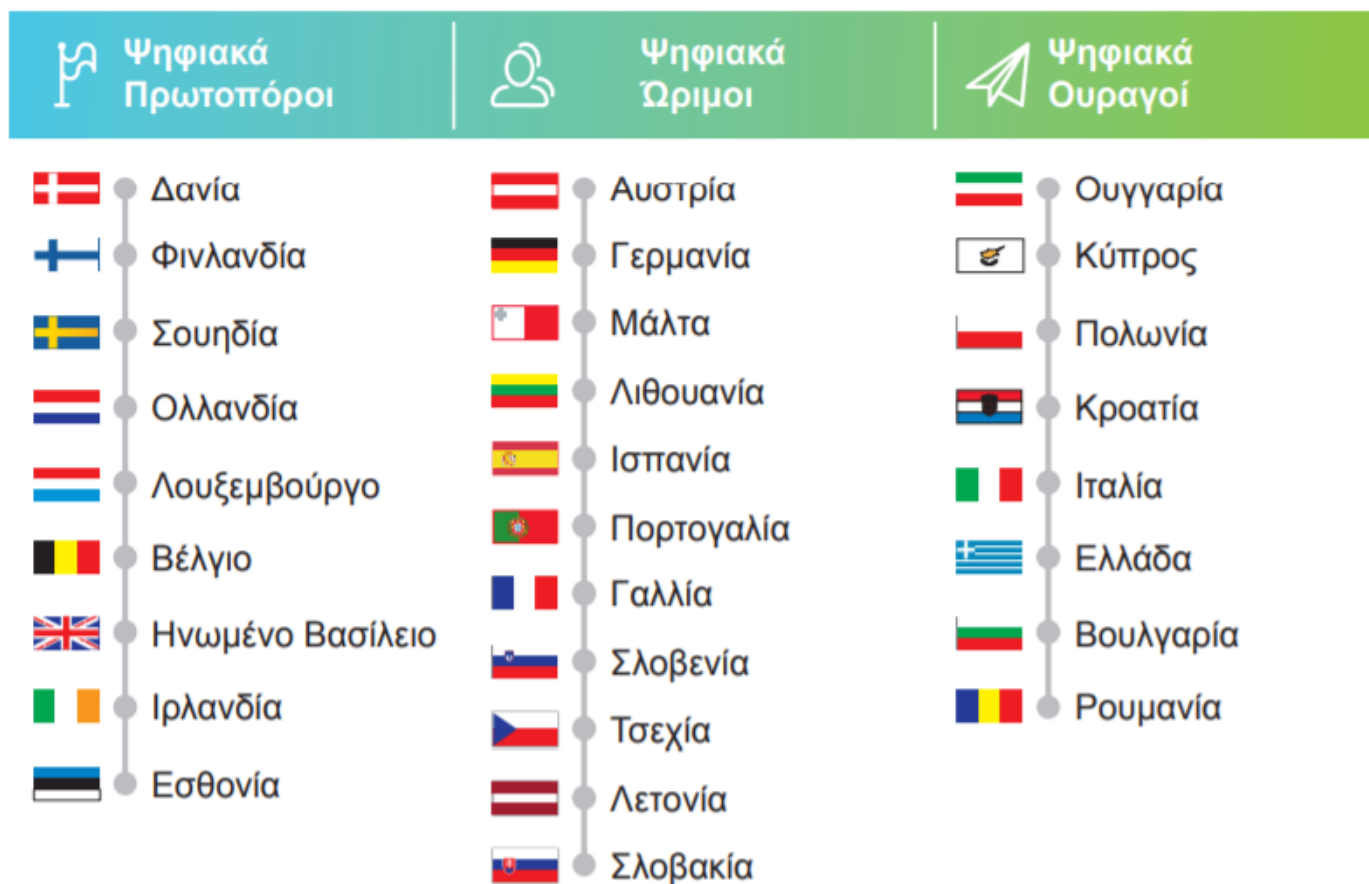 Ψηφιακά
Πρωτοπόροι
Ψηφιακά
Ώριμοι
Ψηφιακά
Ουραγοί
Δανία
Φινλανδία
Σουηδία
Ολλανδία
Λουξεμβούργο
Βέλγιο
Ηνωμένο Βασίλειο
Ιρλανδία
Εσθονία
Αυστρία
Γερμανία
Μάλτα
Λιθουανία
Ισπανία
Πορτογαλία
Γαλλία
Σλοβενία
Τσεχία
Λετονία
Σλοβακία
Ουγγαρία
Κύπρος
Πολωνία
Κροατία
Ιταλία
Ελλάδα
Βουλγαρία
Ρουμανία